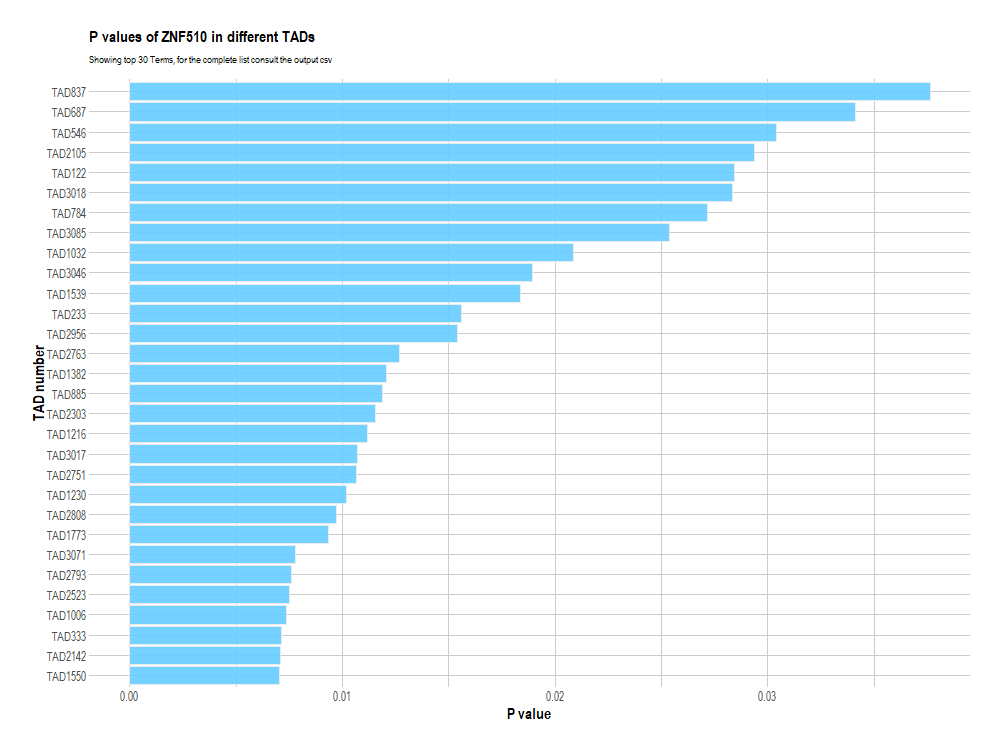 P values of ZNF510 in different TADs
Showing top 30 Terms, for the complete list consult the output csv
TAD837
TAD687
TAD546
TAD2105
TAD122
TAD3018
TAD784
TAD3085
TAD1032
TAD3046
TAD1539
TAD233
TAD2956
TAD2763
TAD1382
TAD885
TAD2303
TAD1216
TAD3017
TAD2751
TAD1230
TAD2808
TAD1773
TAD3071
TAD2793
TAD2523
TAD1006
TAD333
TAD2142
TAD1550
TAD number
0.00 0.01 0.02 0.03
P value